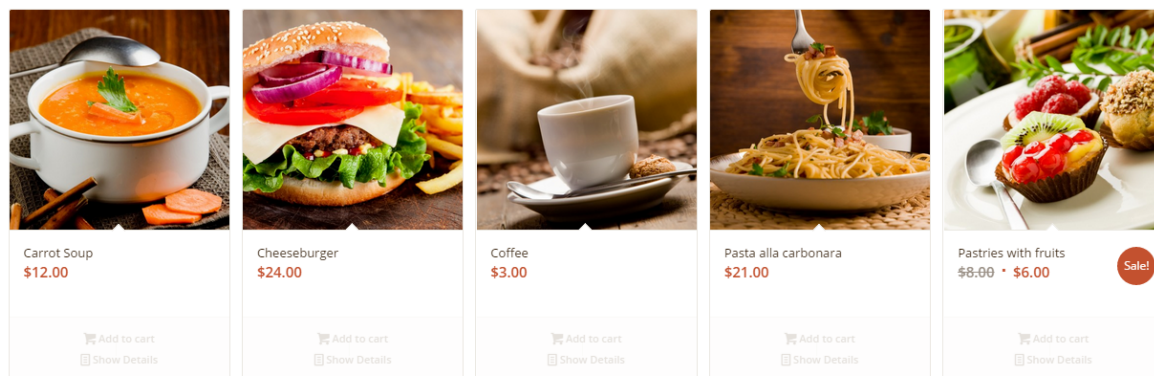 Carrot Soup
$12.00
Add to cart
Show Details
Cheeseburger
$24.00
Add to cart
Show Details
Coffee
$3.00
Add to cart
Show Details
Pasta alla carbonara
$21.00
Add to cart
Show Details
Pastries with fruits
$8.00 · $6.00
Sale!
Add to cart
Show Details